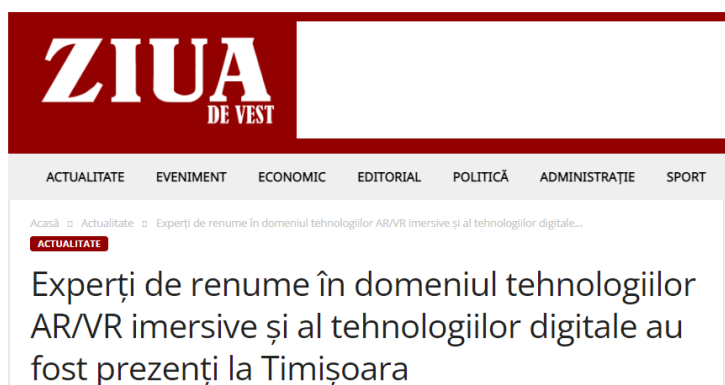 ZIUA
DE VEST
ACTUALITATE EVENIMENT ECONOMIC EDITORIAL POLITICĂ ADMINISTRAȚIE SPORT
Acasă Actualitate Experți de renume în domeniul tehnologiilor AR/VR imersive și al tehnologiilor digitale...
ACTUALITATE
Experți de renume în domeniul tehnologiilor
AR/VR imersive și al tehnologiilor digitale au
fost prezenți la Timișoara